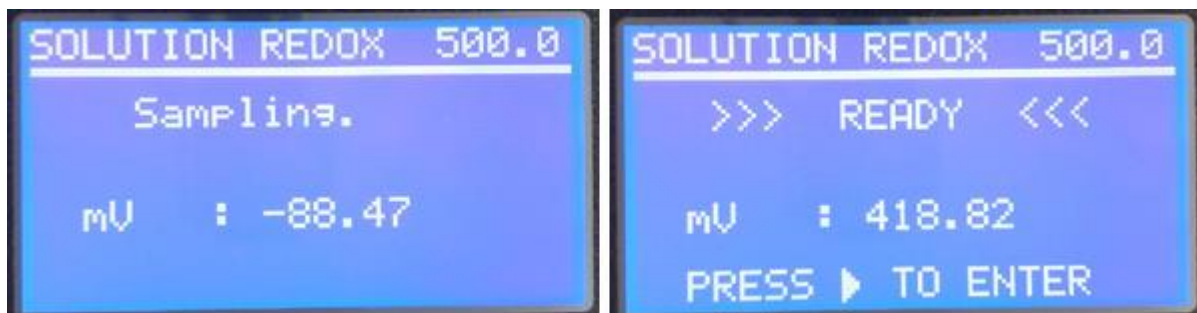 SOLUTION REDOX 500.0
Sampling.
mV : -88.47
SOLUTION REDOX 500.0
>>> READY <<<
mV : 418.82
PRESS ▶ TO ENTER